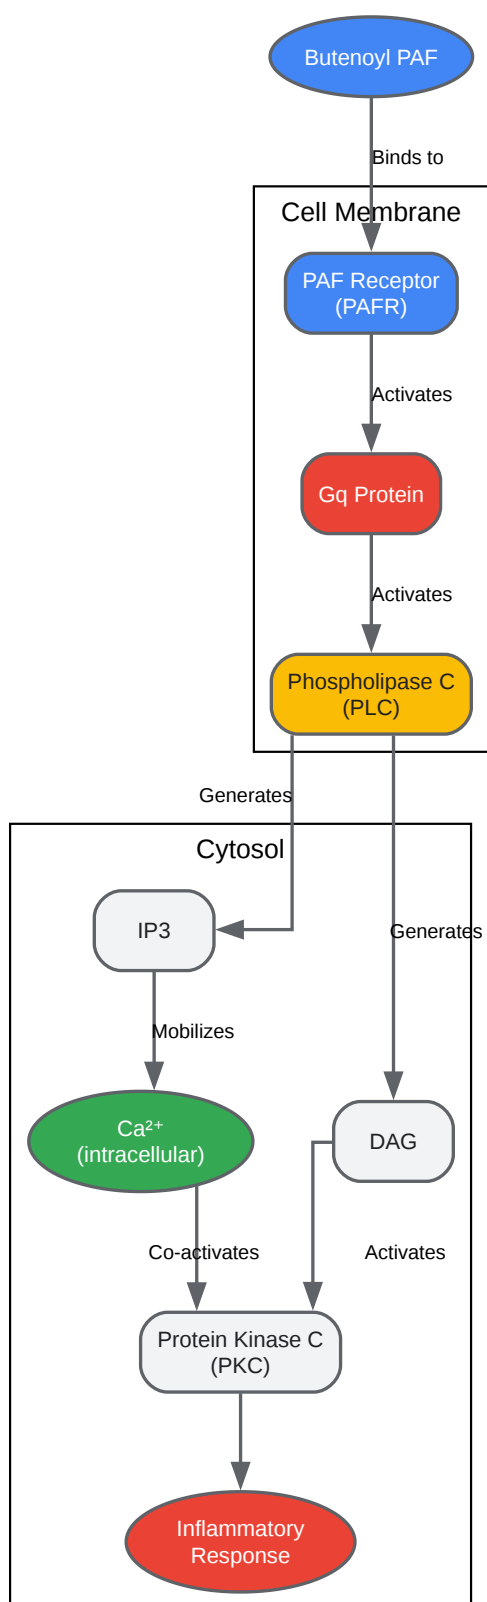 Butenoyl PAF
Binds to
Cell Membrane
PAF Receptor
(PAFR)
Activates
Gq Protein
Activates
Phospholipase C
(PLC)
Generates
Cytosol
IP3
Generates
Mobilizes
Ca²⁺
(intracellular)
DAG
Co-activates
Activates
Protein Kinase C
(PKC)
Inflammatory
Response